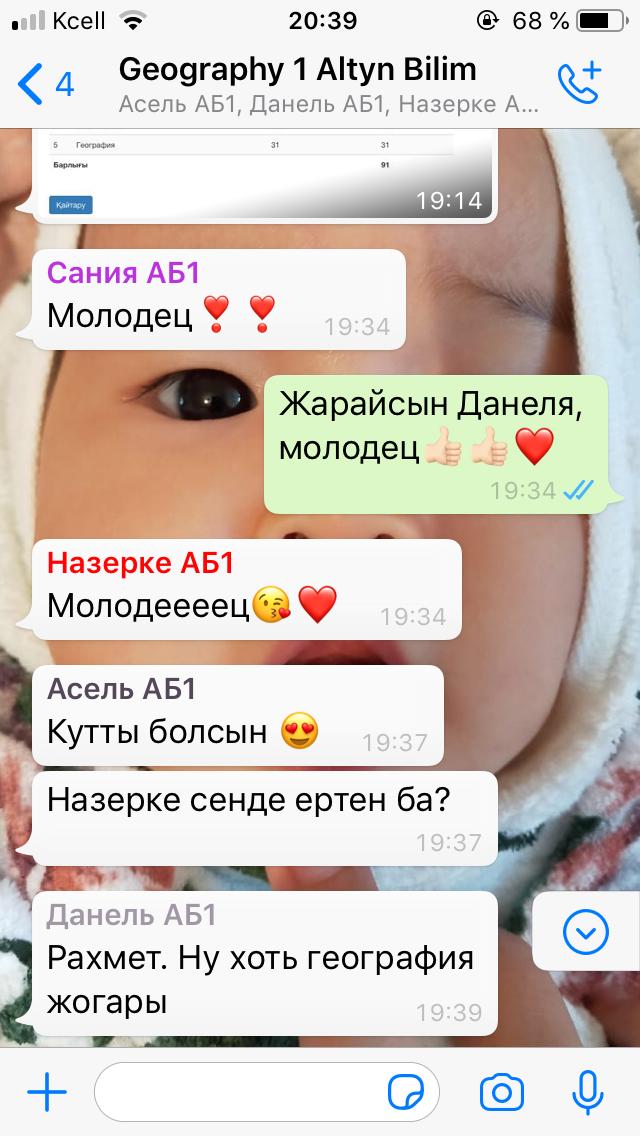 Kcell 20:39 68 %
4 Geography 1 Altyn Bilim
Асель АБ1, Данель АБ1, Назерке А...
5 География 31 31
Барлығы 91
Қайтару
19:14
Сания АБ1
Молодец❣️ ❣️
19:34
Жарайсын Данеля,
молодец👍🏻 👍🏻❤️
19:34
Назерке АБ1
Молодеееец😘❤️
19:34
Асель АБ1
Кутты болсын 😍
19:37
Назерке сенде ертен ба?
19:37
Данель АБ1
Рахмет. Ну хоть география
жогары
19:39